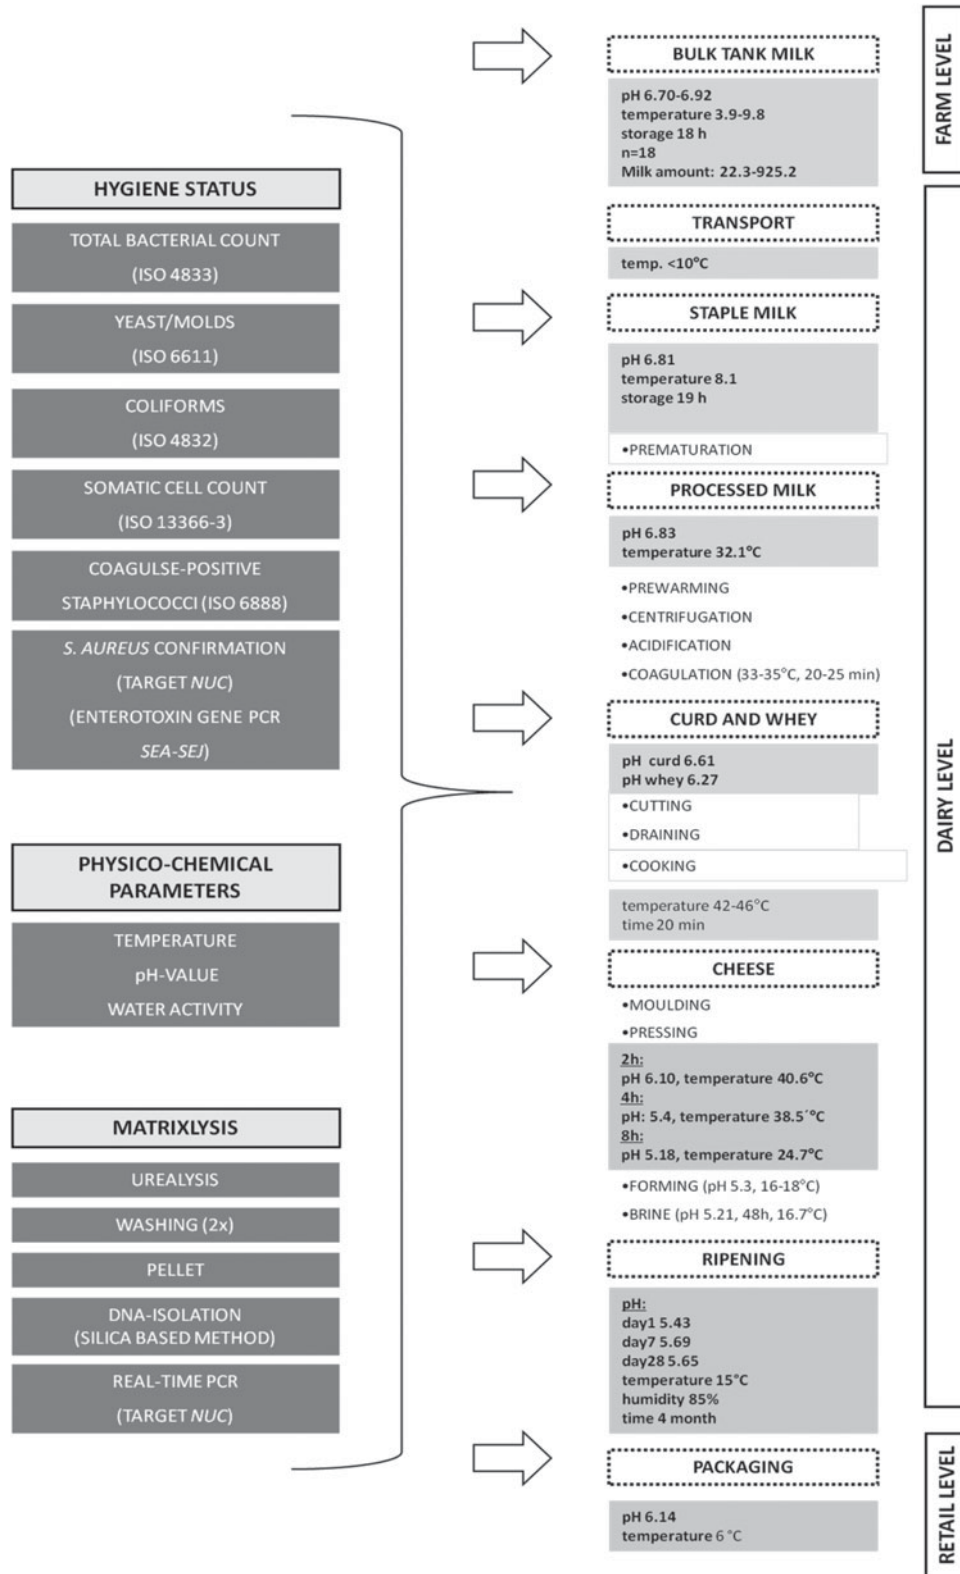 HYGIENE STATUS
TOTAL BACTERIAL COUNT
(ISO 4833)
YEAST/MOLDS
(ISO 6611)
COLIFORMS
(ISO 4832)
SOMATIC CELL COUNT
(ISO 13366-3)
COAGULSE-POSITIVE
STAPHYLOCOCCI (ISO 6888)
S. AUREUS CONFIRMATION
(TARGET NUC)
(ENTEROTOXIN GENE PCR
SEA-SEJ)
PHYSICO-CHEMICAL
PARAMETERS
TEMPERATURE
pH-VALUE
WATER ACTIVITY
MATRIXLYSIS
UREALYSIS
WASHING (2x)
PELLET
DNA-ISOLATION
(SILICA BASED METHOD)
REAL-TIME PCR
(TARGET NUC)
BULK TANK MILK
pH 6.70-6.92
temperature 3.9-9.8
storage 18 h
n=18
Milk amount: 22.3-925.2
TRANSPORT
temp. <10°C
STAPLE MILK
pH 6.81
temperature 8.1
storage 19 h
•PREMATURATION
PROCESSED MILK
pH 6.83
temperature 32.1°C
•PREWARMING
•CENTRIFUGATION
•ACIDIFICATION
•COAGULATION (33-35°C, 20-25 min)
CURD AND WHEY
pH curd 6.61
pH whey 6.27
•CUTTING
•DRAINING
•COOKING
temperature 42-46°C
time 20 min
CHEESE
•MOULDING
•PRESSING
2h:
pH 6.10, temperature 40.6°C
4h:
pH: 5.4, temperature 38.5´°C
8h:
pH 5.18, temperature 24.7°C
•FORMING (pH 5.3, 16-18°C)
•BRINE (pH 5.21, 48h, 16.7°C)
RIPENING
pH:
day1 5.43
day7 5.69
day28 5.65
temperature 15°C
humidity 85%
time 4 month
PACKAGING
pH 6.14
temperature 6 °C
FARM LEVEL
DAIRY LEVEL
RETAIL LEVEL